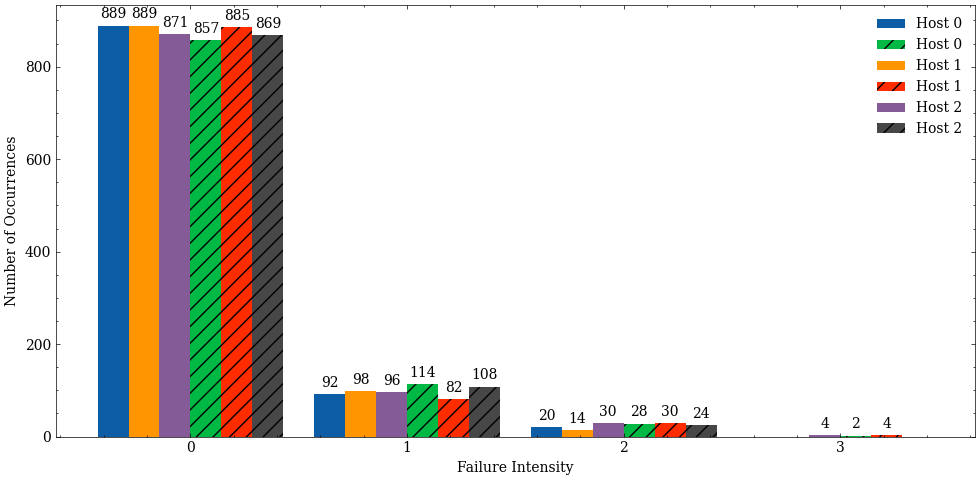 889 889 871 857 885 869
Host 0
Host 0
Host 1
Host 1
Host 2
Host 2
800
600
400
200
0
Number of Occurrences
92 98 96 114 82 108
20 14 30 28 30 24
4 2 4
0 1 2 3
Failure Intensity